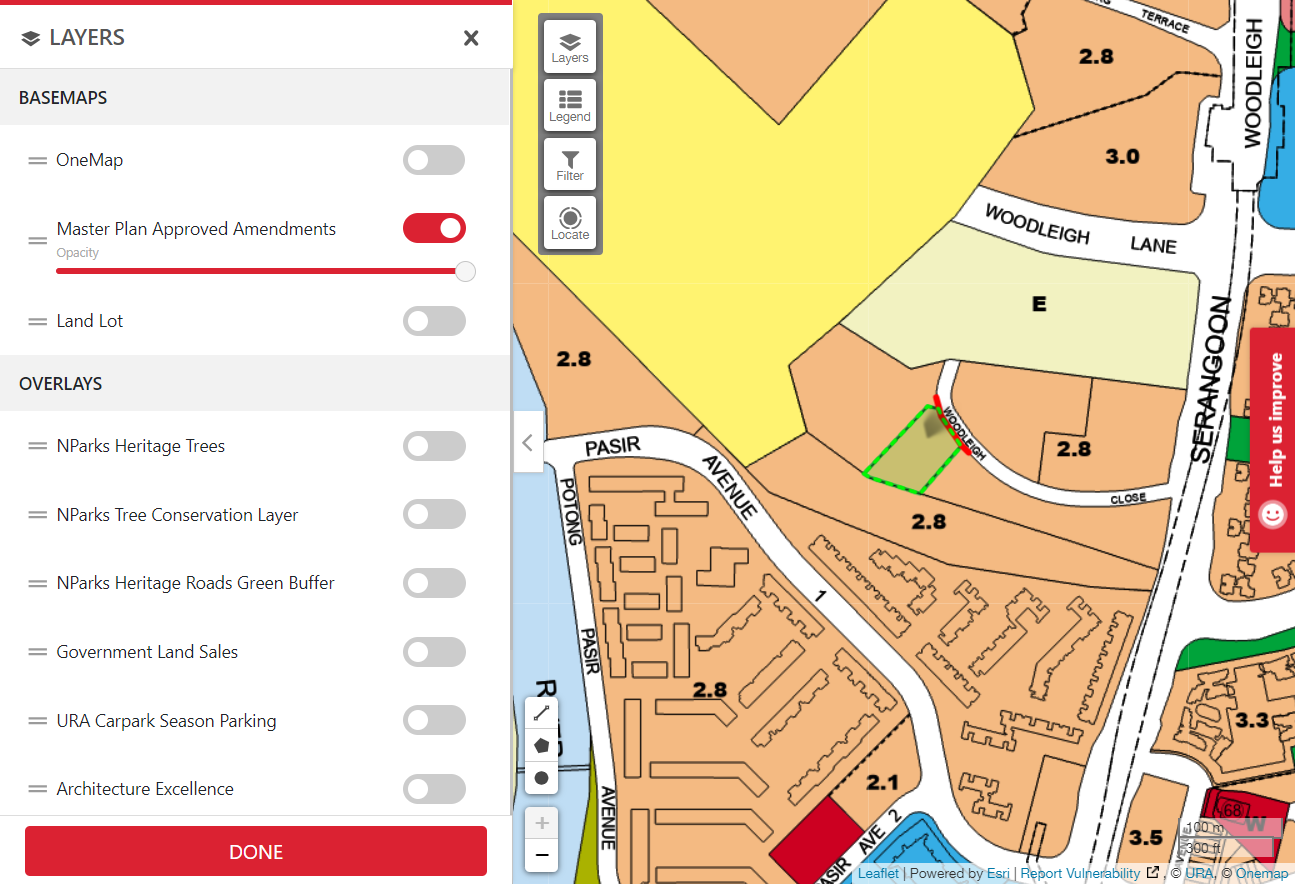 LAYERS
BASEMAPS
OneMap
Master Plan Approved Amendments
Opacity
Land Lot
OVERLAYS
NParks Heritage Trees
NParks Tree Conservation Layer
NParks Heritage Roads Green Buffer
Government Land Sales
URA Carpark Season Parking
Architecture Excellence
DONE
Layers
Legend
Filter
Locate
TERRACE
WOODLEIGH
2.8
3.0
WOODLEIGH LANE
E
SERANGOON
2.8
WOODLEIGH
CLOSE
2.8
2.8
PASIR
AVENUE
1
POTONG
PASIR
AVENUE
2.8
2.1
3.3
3.5
68
W
PASIR AVE 2
AVENUE
100 m
300 ft
Help us improve
Leaflet | Powered by Esri | Report Vulnerability , © URA, © Onemap